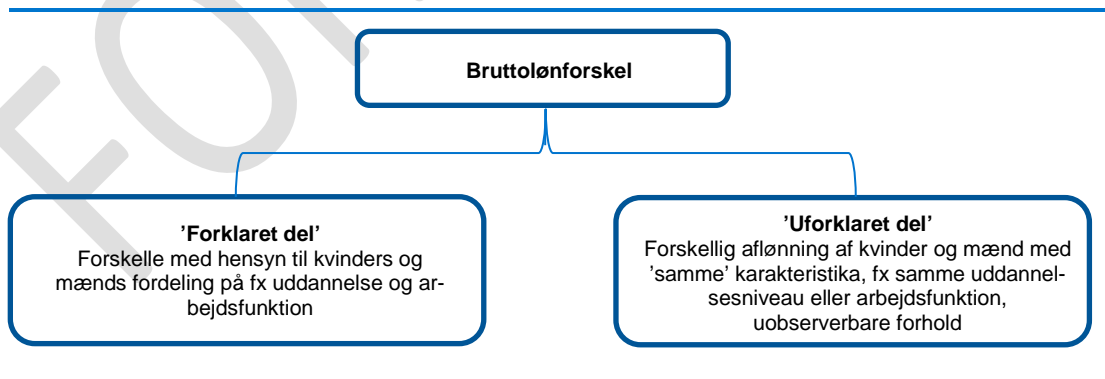 Bruttolønforskel
’Forklaret del’
Forskelle med hensyn til kvinders og
mænds fordeling på fx uddannelse og ar-
bejdsfunktion
’Uforklaret del’
Forskellig aflønning af kvinder og mænd med
’samme’ karakteristika, fx samme uddannel-
sesniveau eller arbejdsfunktion,
uobserverbare forhold